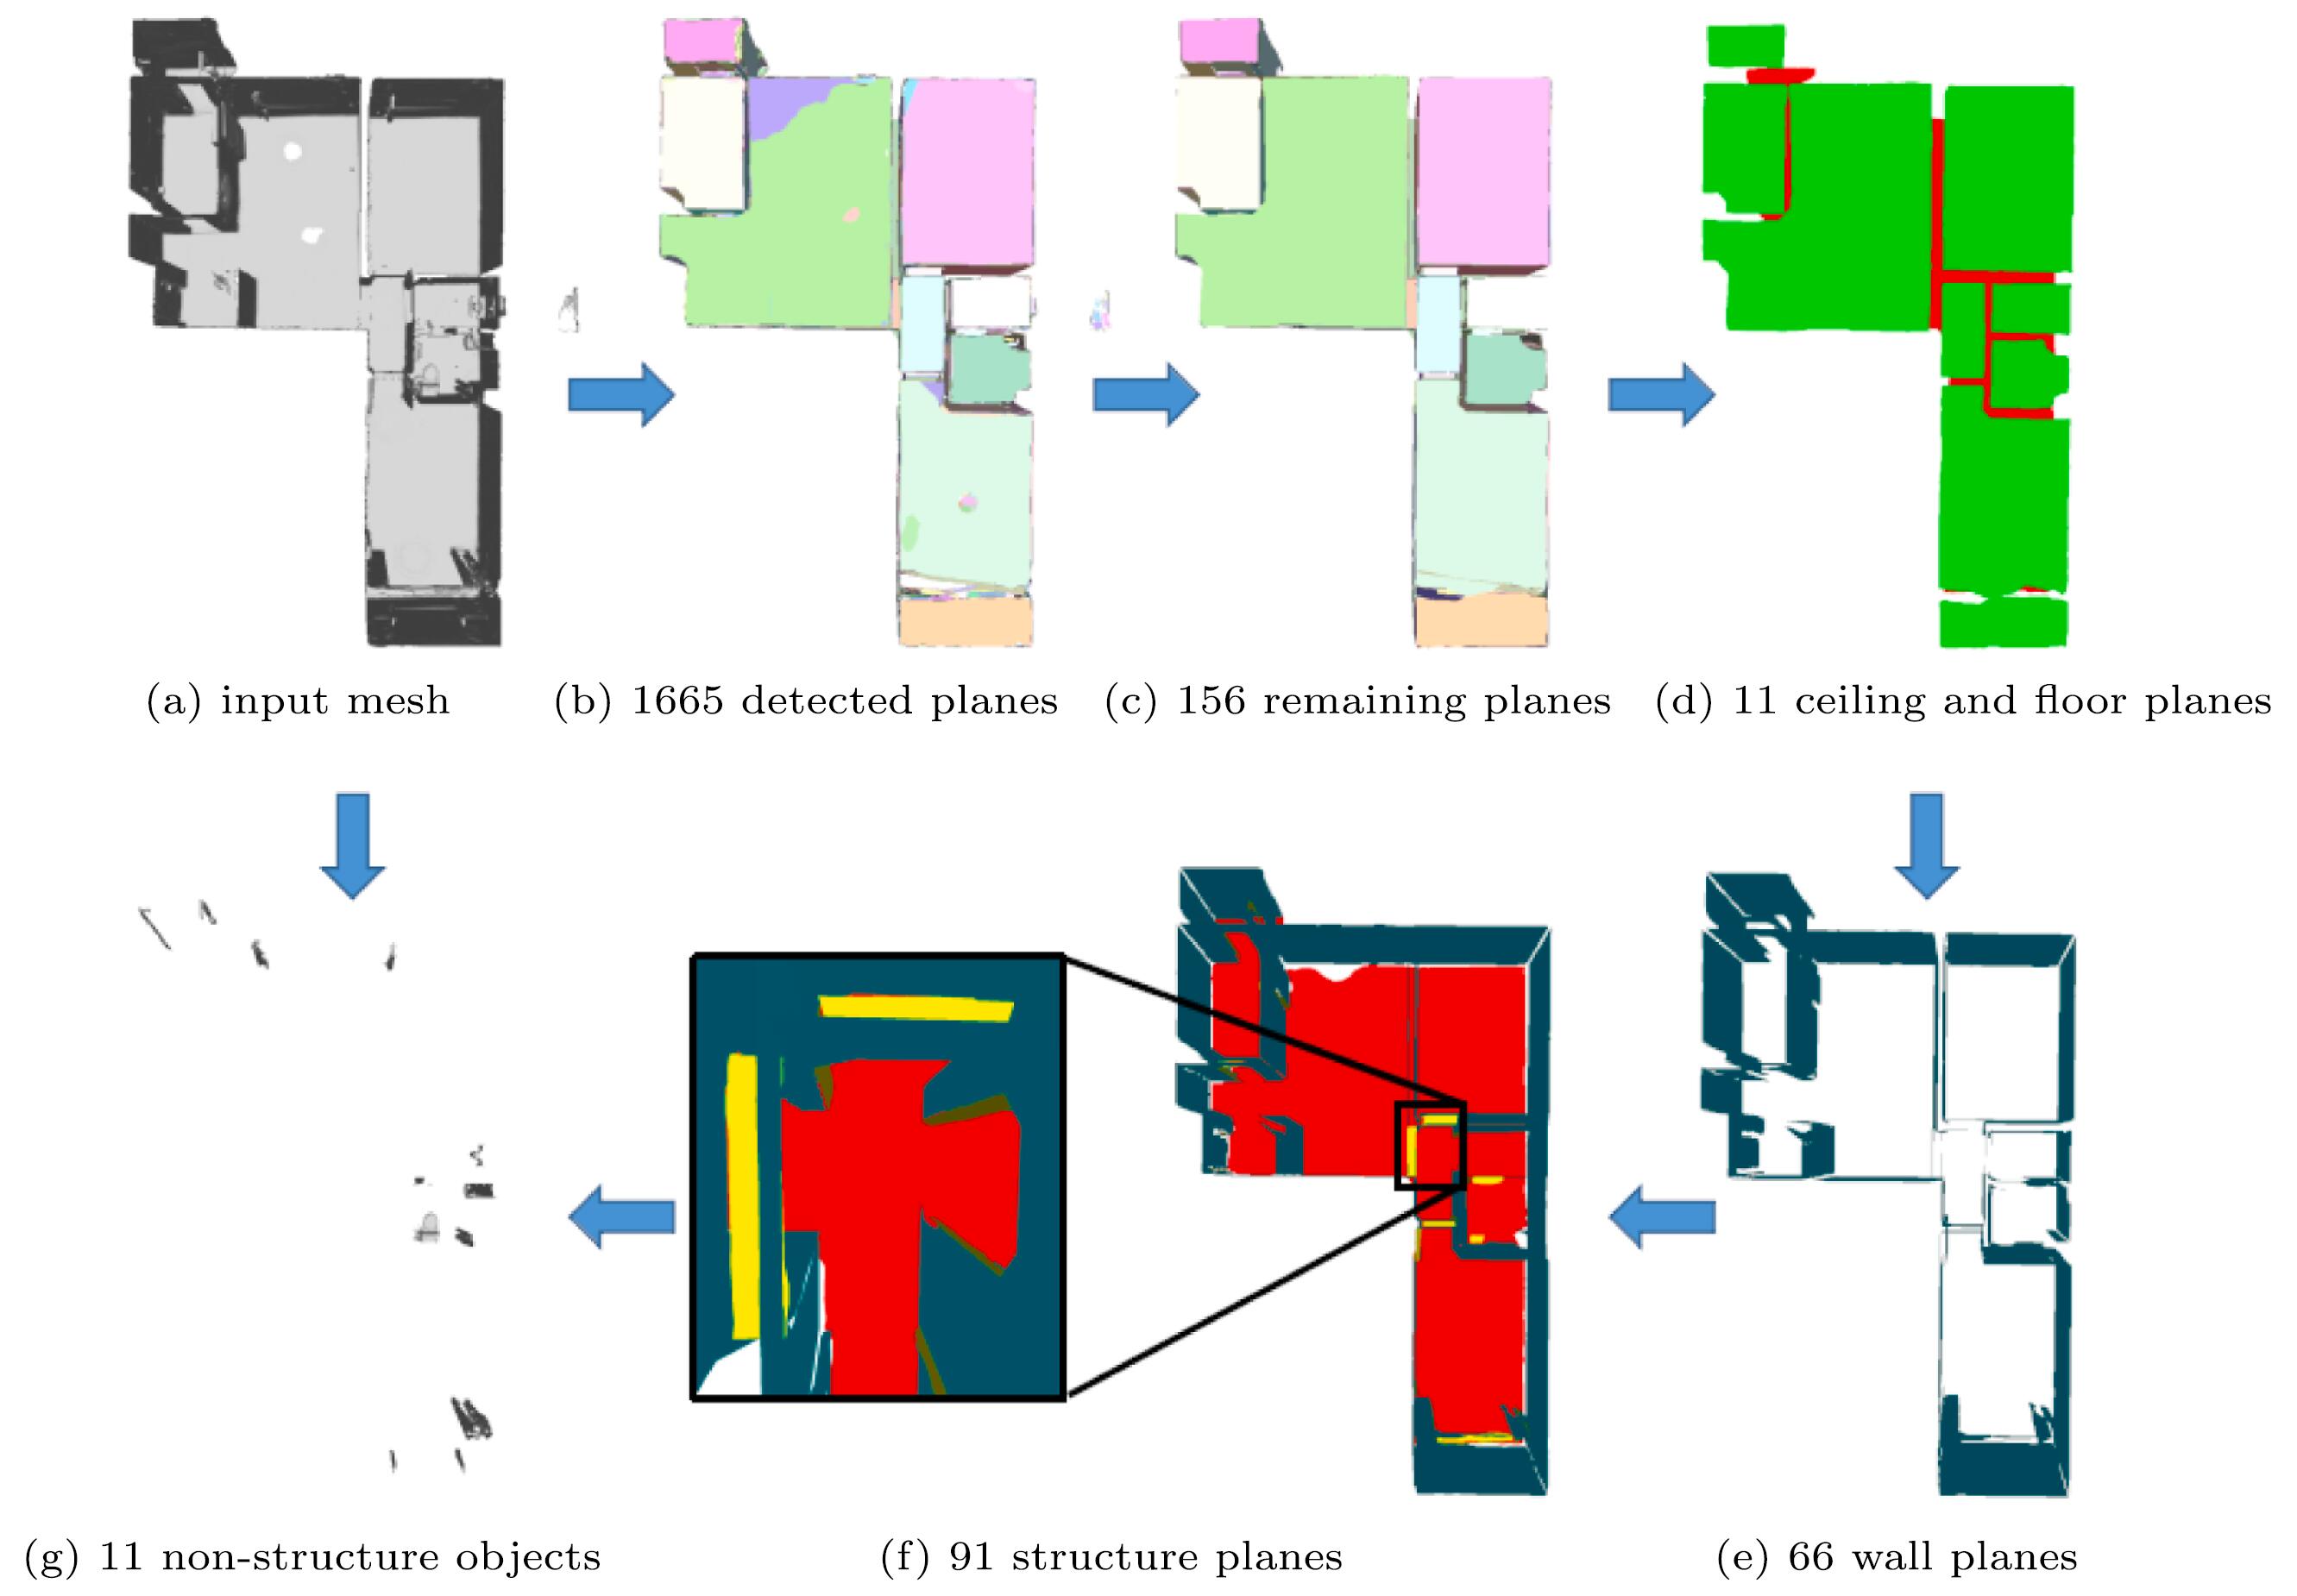 (a) input mesh
(b) 1665 detected planes
(c) 156 remaining planes
(d) 11 ceiling and floor planes
(g) 11 non-structure objects
(f) 91 structure planes
(e) 66 wall planes